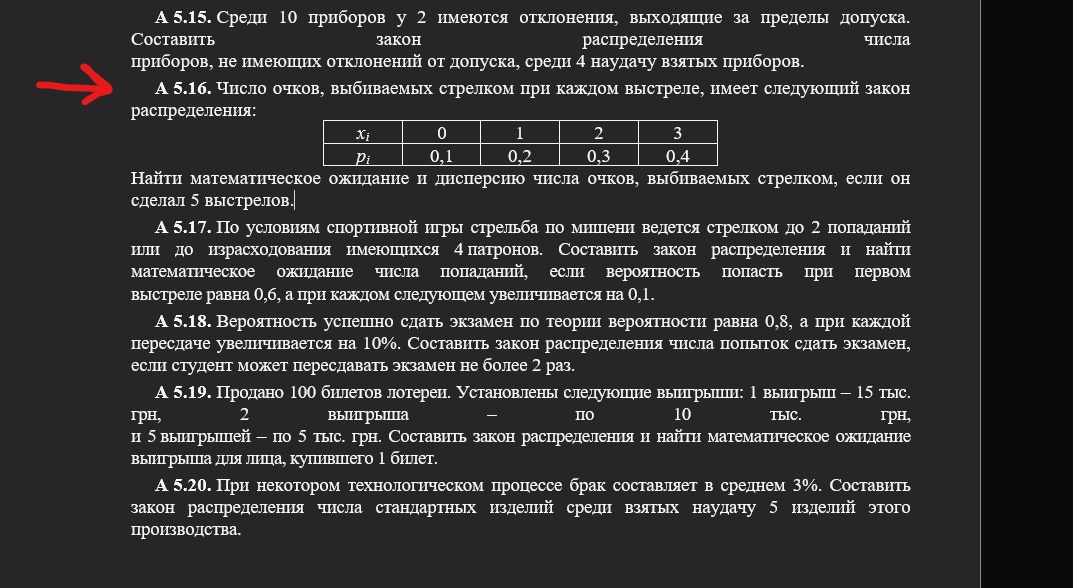 А 5.15. Среди 10 приборов у 2 имеются отклонения, выходящие за пределы допуска.
Составить закон распределения числа
приборов, не имеющих отклонений от допуска, среди 4 наудачу взятых приборов.
А 5.16. Число очков, выбиваемых стрелком при каждом выстреле, имеет следующий закон
распределения:
xi 0 1 2 3
pi 0,1 0,2 0,3 0,4
Найти математическое ожидание и дисперсию числа очков, выбиваемых стрелком, если он
сделал 5 выстрелов.
А 5.17. По условиям спортивной игры стрельба по мишени ведется стрелком до 2 попаданий
или до израсходования имеющихся 4 патронов. Составить закон распределения и найти
математическое ожидание числа попаданий, если вероятность попасть при первом
выстреле равна 0,6, а при каждом следующем увеличивается на 0,1.
А 5.18. Вероятность успешно сдать экзамен по теории вероятности равна 0,8, а при каждой
пересдаче увеличивается на 10%. Составить закон распределения числа попыток сдать экзамен,
если студент может пересдавать экзамен не более 2 раз.
А 5.19. Продано 100 билетов лотереи. Установлены следующие выигрыши: 1 выигрыш – 15 тыс.
грн, 2 выигрыша – по 10 тыс. грн,
и 5 выигрышей – по 5 тыс. грн. Составить закон распределения и найти математическое ожидание
выигрыша для лица, купившего 1 билет.
А 5.20. При некотором технологическом процессе брак составляет в среднем 3%. Составить
закон распределения числа стандартных изделий среди взятых наудачу 5 изделий этого
производства.